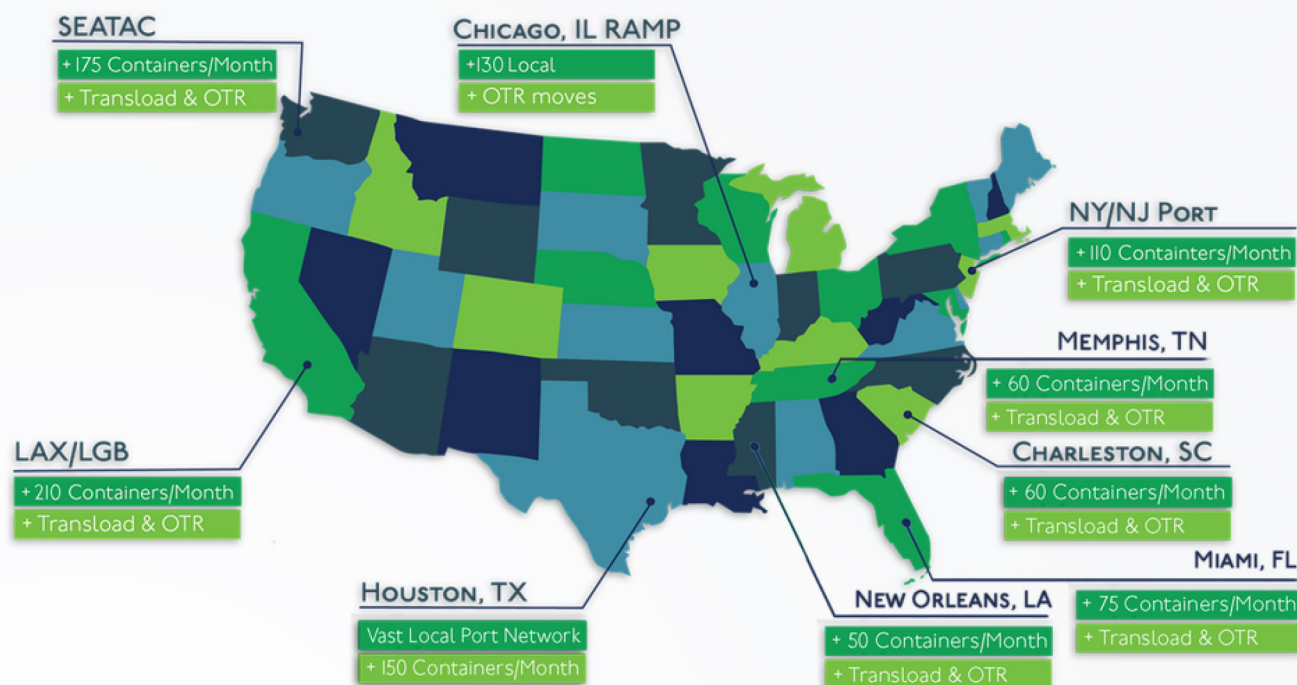 SEATAC
+175 Containers/Month
+ Transload & OTR
CHICAGO, IL RAMP
+130 Local
+ OTR moves
NY/NJ PORT
+110 Containters/Month
+ Transload & OTR
MEMPHIS, TN
+ 60 Containers/Month
+Transload & OTR
CHARLESTON, SC
+ 60 Containers/Month
+ Transload & OTR
LAX/LGB
+210 Containers/Month
+ Transload & OTR
HOUSTON, TX
Vast Local Port Network
+ 150 Containers/Month
NEW ORLEANS, LA
+ 50 Containers/Month
+ Transload & OTR
MIAMI, FL
+ 75 Containers/Month
+ Transload & OTR